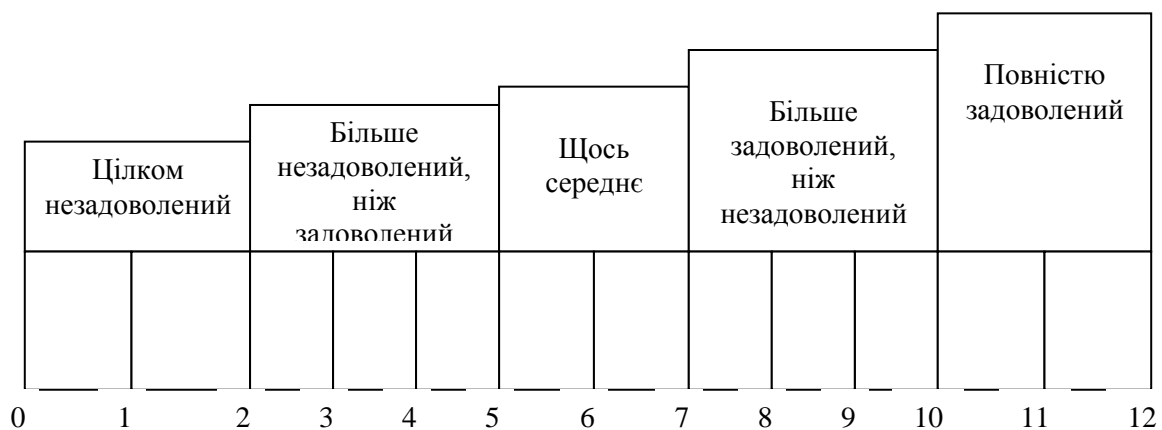 Цілком
незадоволений
Більше
незадоволений,
ніж
задоволений
Щось
середнє
Більше
задоволений,
ніж
незадоволений
Повністю
задоволений
0 1 2 3 4 5 6 7 8 9 10 11 12